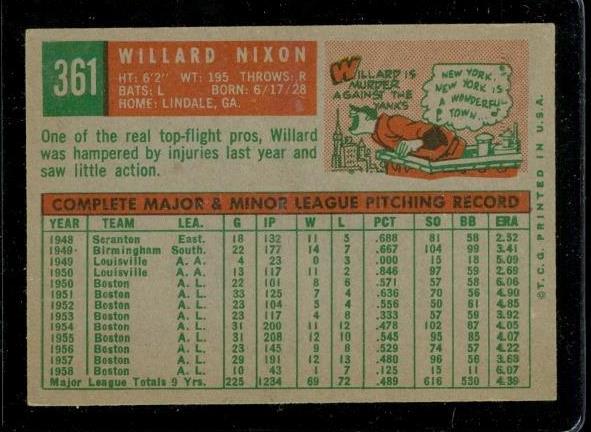 361
WILLARD NIXON
HT: 6'2" WT: 195 THROWS: R
BATS: L BORN: 6/17/28
HOME: LINDALE, GA.
One of the real top-flight pros, Willard
was hampered by injuries last year and
saw little action.
WILLARD IS
MURDER
AGAINST THE
YANKS
NEW YORK,
NEW YORK IS
A WONDERFUL
TOWN
COMPLETE MAJOR & MINOR LEAGUE PITCHING RECORD
YEAR TEAM LEA. G IP W L PCT SO BB ERA
1948 Scranton East. 18 132 11 5 .688 81 58 2.52
1949 Birmingham South. 22 177 14 7 .667 104 99 3.41
1949 Louisville A. A. 4 23 0 3 .000 15 18 5.09
1950 Louisville A. A. 13 117 11 2 .846 97 59 2.69
1950 Boston A. L. 22 101 8 6 .571 57 58 6.06
1951 Boston A. L. 33 125 7 4 .636 70 56 4.90
1952 Boston A. L. 23 104 5 4 .556 50 61 4.85
1953 Boston A. L. 23 117 4 8 .333 57 59 3.92
1954 Boston A. L. 31 200 11 12 .478 102 87 4.05
1955 Boston A. L. 31 208 12 10 .545 95 85 4.07
1956 Boston A. L. 23 145 9 8 .529 74 57 4.22
1957 Boston A. L. 29 191 12 13 .480 96 56 3.68
1958 Boston A. L. 10 43 1 7 .125 15 11 6.07
Major League Totals 9 Yrs. 225 1234 69 72 .489 616 530 4.39
© T.C.G. PRINTED IN U.S.A.